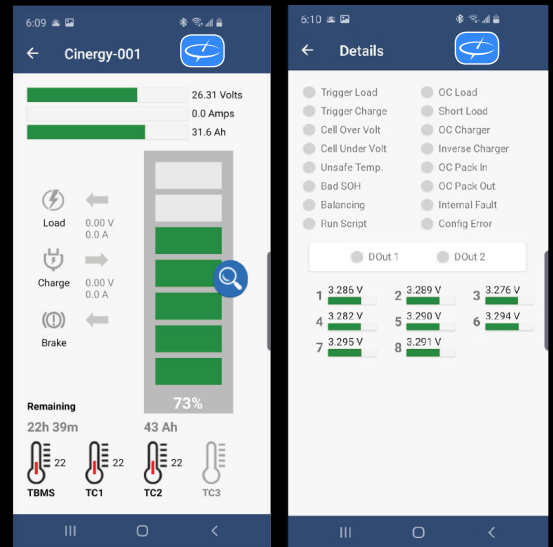 6:09
Cinergy-001
26.31 Volts
0.0 Amps
31.6 Ah
Load
0.00 V
0.0 A
Charge
0.00 V
0.0 A
Brake
73%
Remaining
22h 39m
43 Ah
22
22
22
TBMS
TC1
TC2
TC3
6:10
Details
Trigger Load
OC Load
Trigger Charge
Short Load
Cell Over Volt
OC Charger
Cell Under Volt
Inverse Charger
Unsafe Temp.
OC Pack In
Bad SOH
OC Pack Out
Balancing
Internal Fault
Run Script
Config Error
DOut 1
DOut 2
1 3.286 V
2 3.289 V
3 3.276 V
4 3.282 V
5 3.290 V
6 3.294 V
7 3.295 V
8 3.291 V